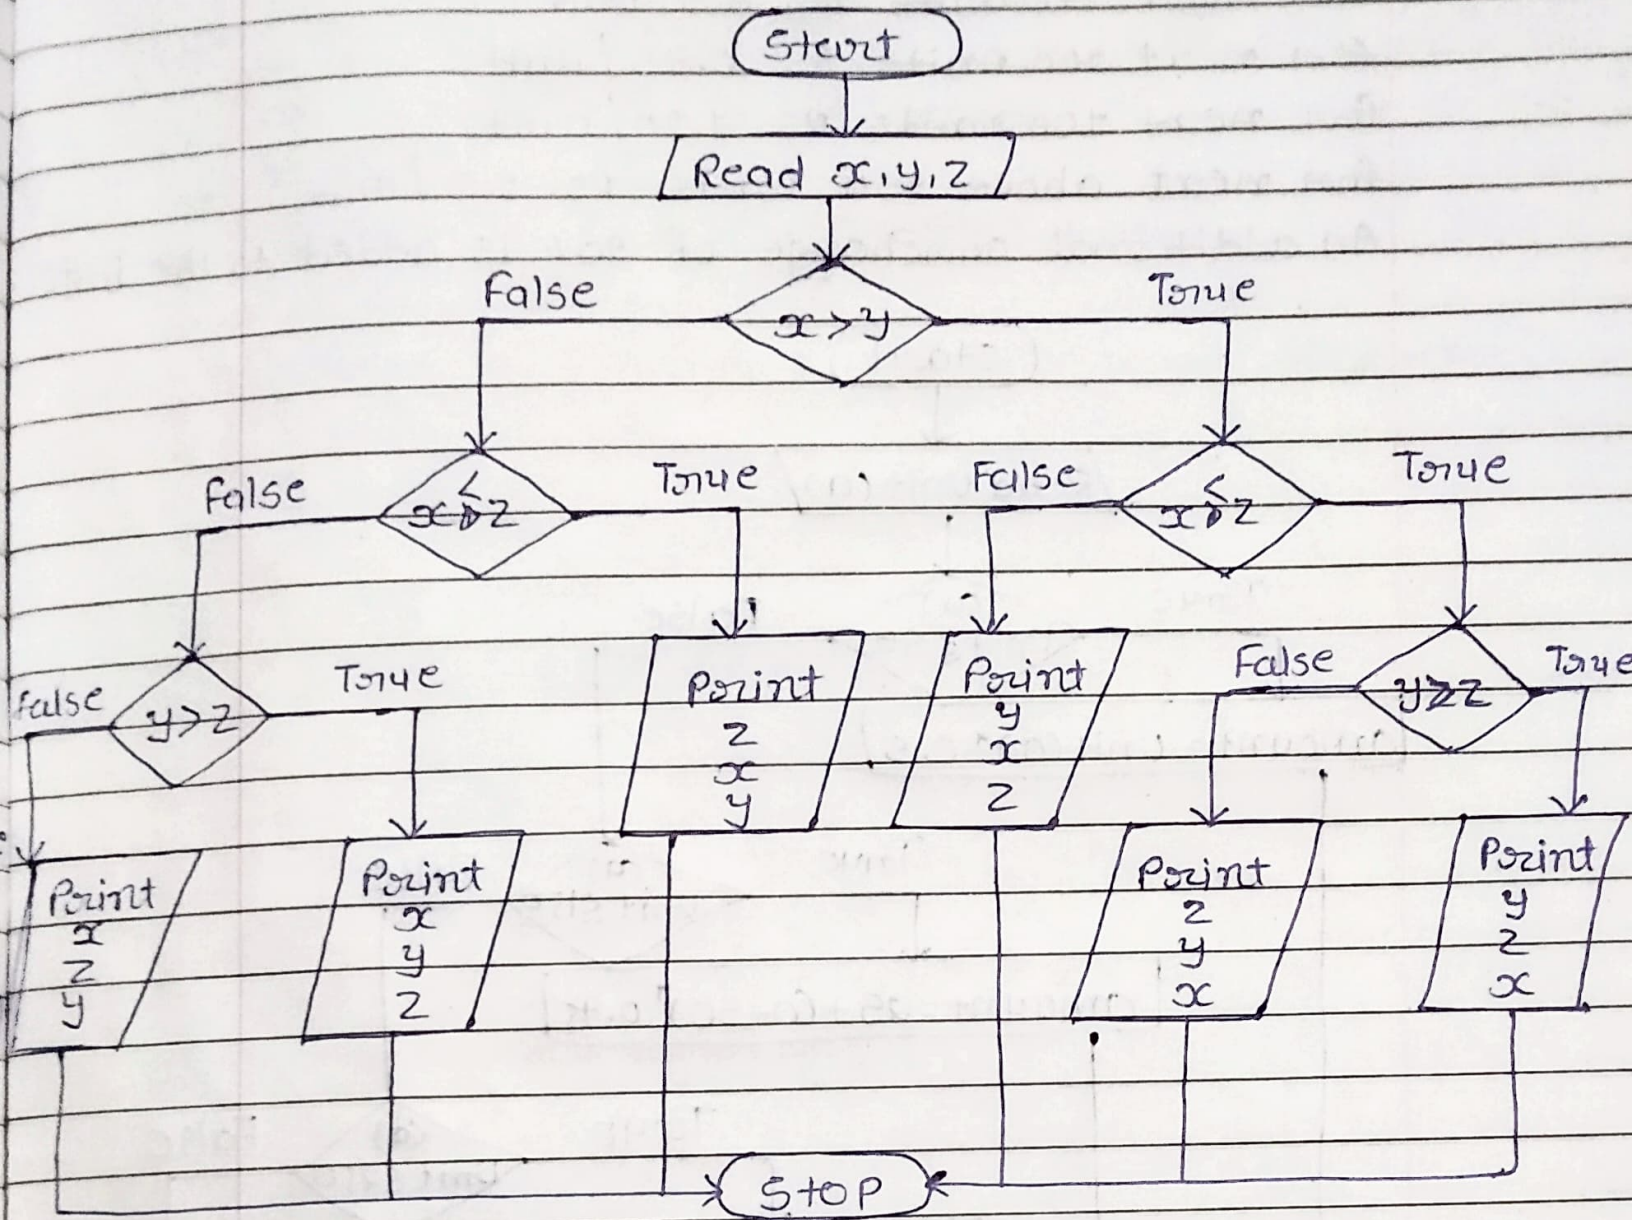 Start
Read x, y, z
False
True
x > y
False
True
False
True
x > z
x > z
False
True
False
True
y > z
y ≥ z
Print
z
x
y
Print
y
x
z
Print
x
z
y
Print
x
y
z
Print
z
y
x
Print
y
z
x
Stop